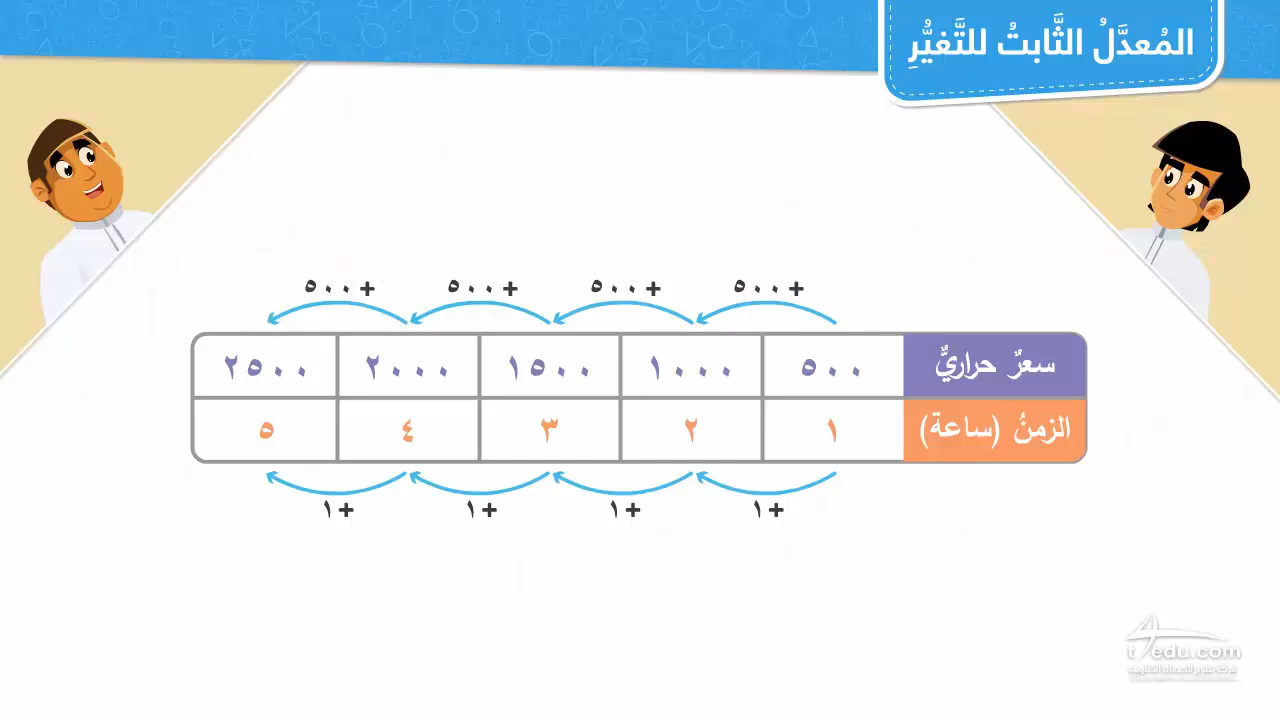 المُعدَّلُ الثَّابتُ للتَّغيُّرِ
+٥٠٠ +٥٠٠ +٥٠٠ +٥٠٠
سعرٌ حراريٌّ ٥٠٠ ١٠٠٠ ١٥٠٠ ٢٠٠٠ ٢٥٠٠
الزمنُ (ساعة) ١ ٢ ٣ ٤ ٥
+١ +١ +١ +١
t4edu.com